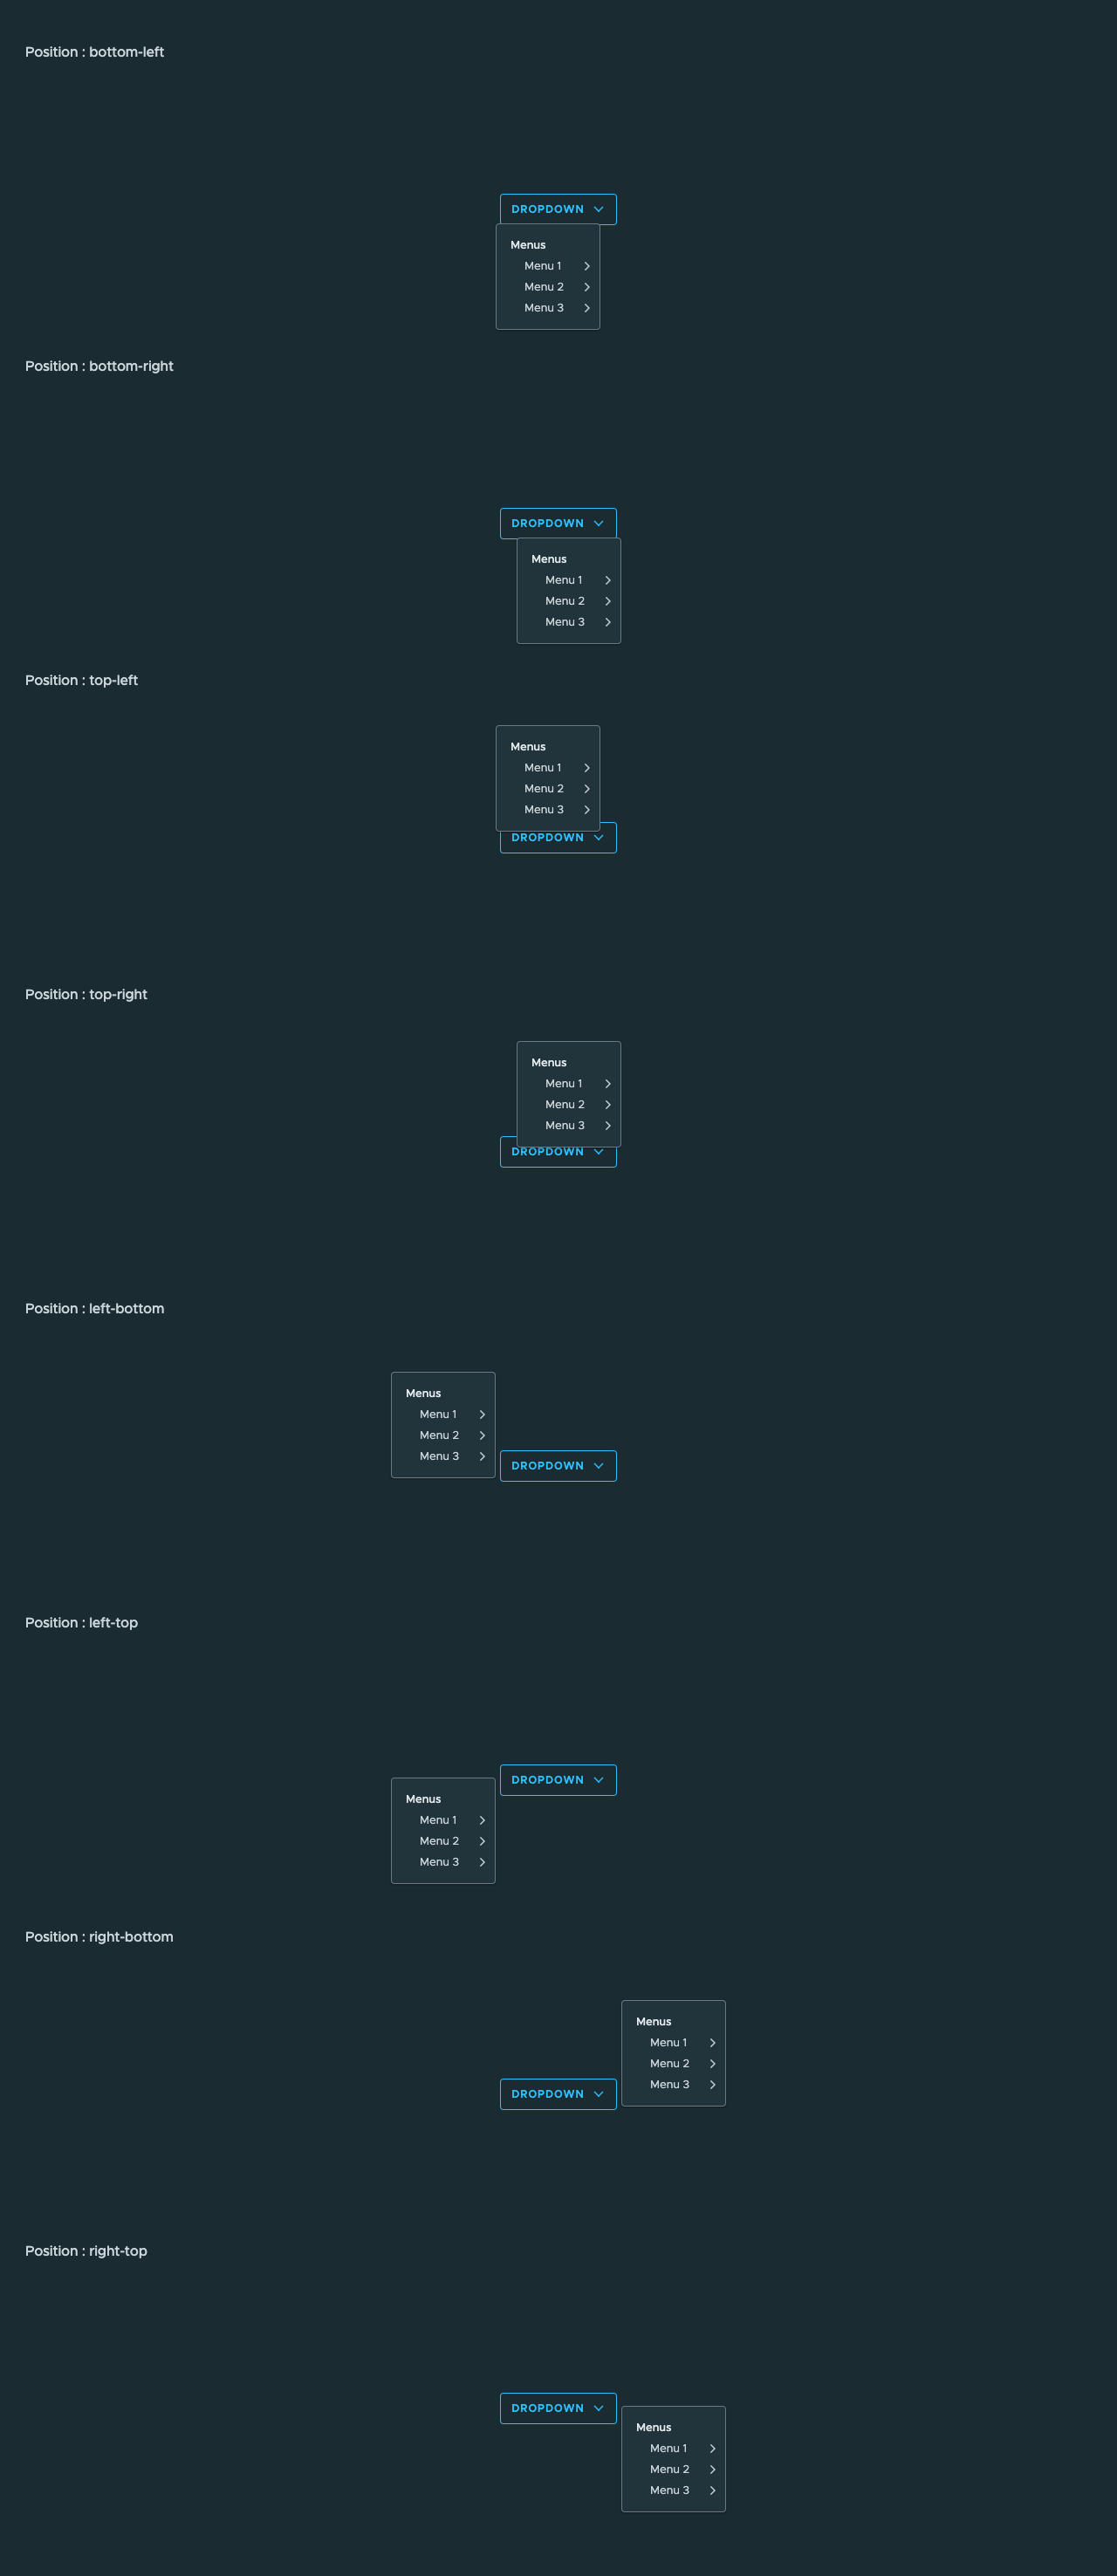 Position : bottom-left
DROPDOWN
Menus
Menu 1
Menu 2
Menu 3
Position : bottom-right
DROPDOWN
Menus
Menu 1
Menu 2
Menu 3
Position : top-left
Menus
Menu 1
Menu 2
Menu 3
DROPDOWN
Position : top-right
Menus
Menu 1
Menu 2
Menu 3
DROPDOWN
Position : left-bottom
Menus
Menu 1
Menu 2
Menu 3
DROPDOWN
Position : left-top
DROPDOWN
Menus
Menu 1
Menu 2
Menu 3
Position : right-bottom
Menus
Menu 1
Menu 2
Menu 3
DROPDOWN
Position : right-top
DROPDOWN
Menus
Menu 1
Menu 2
Menu 3